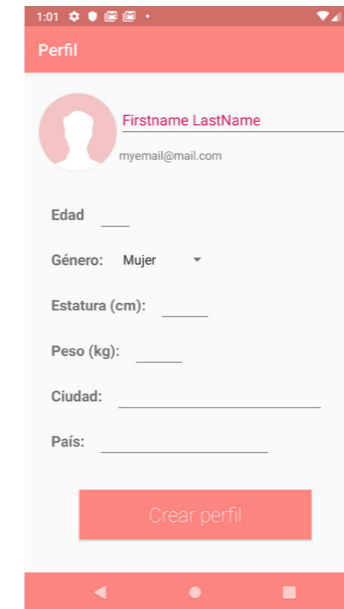 1:01
Perfil
Firstname LastName
myemail@mail.com
Edad
Género: Mujer
Estatura (cm):
Peso (kg):
Ciudad:
País:
Crear perfil